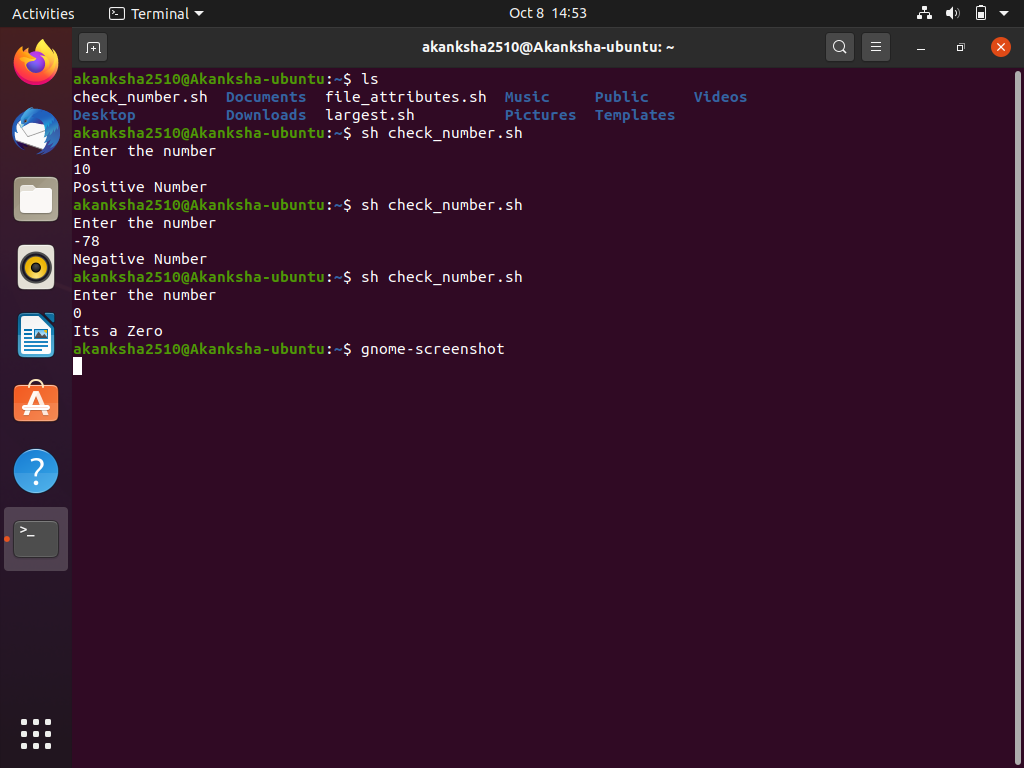 Activities Terminal Oct 8 14:53
akanksha2510@Akanksha-ubuntu: ~
akanksha2510@Akanksha-ubuntu:~$ ls
check_number.sh Documents file_attributes.sh Music Public Videos
Desktop Downloads largest.sh Pictures Templates
akanksha2510@Akanksha-ubuntu:~$ sh check_number.sh
Enter the number
10
Positive Number
akanksha2510@Akanksha-ubuntu:~$ sh check_number.sh
Enter the number
-78
Negative Number
akanksha2510@Akanksha-ubuntu:~$ sh check_number.sh
Enter the number
0
Its a Zero
akanksha2510@Akanksha-ubuntu:~$ gnome-screenshot